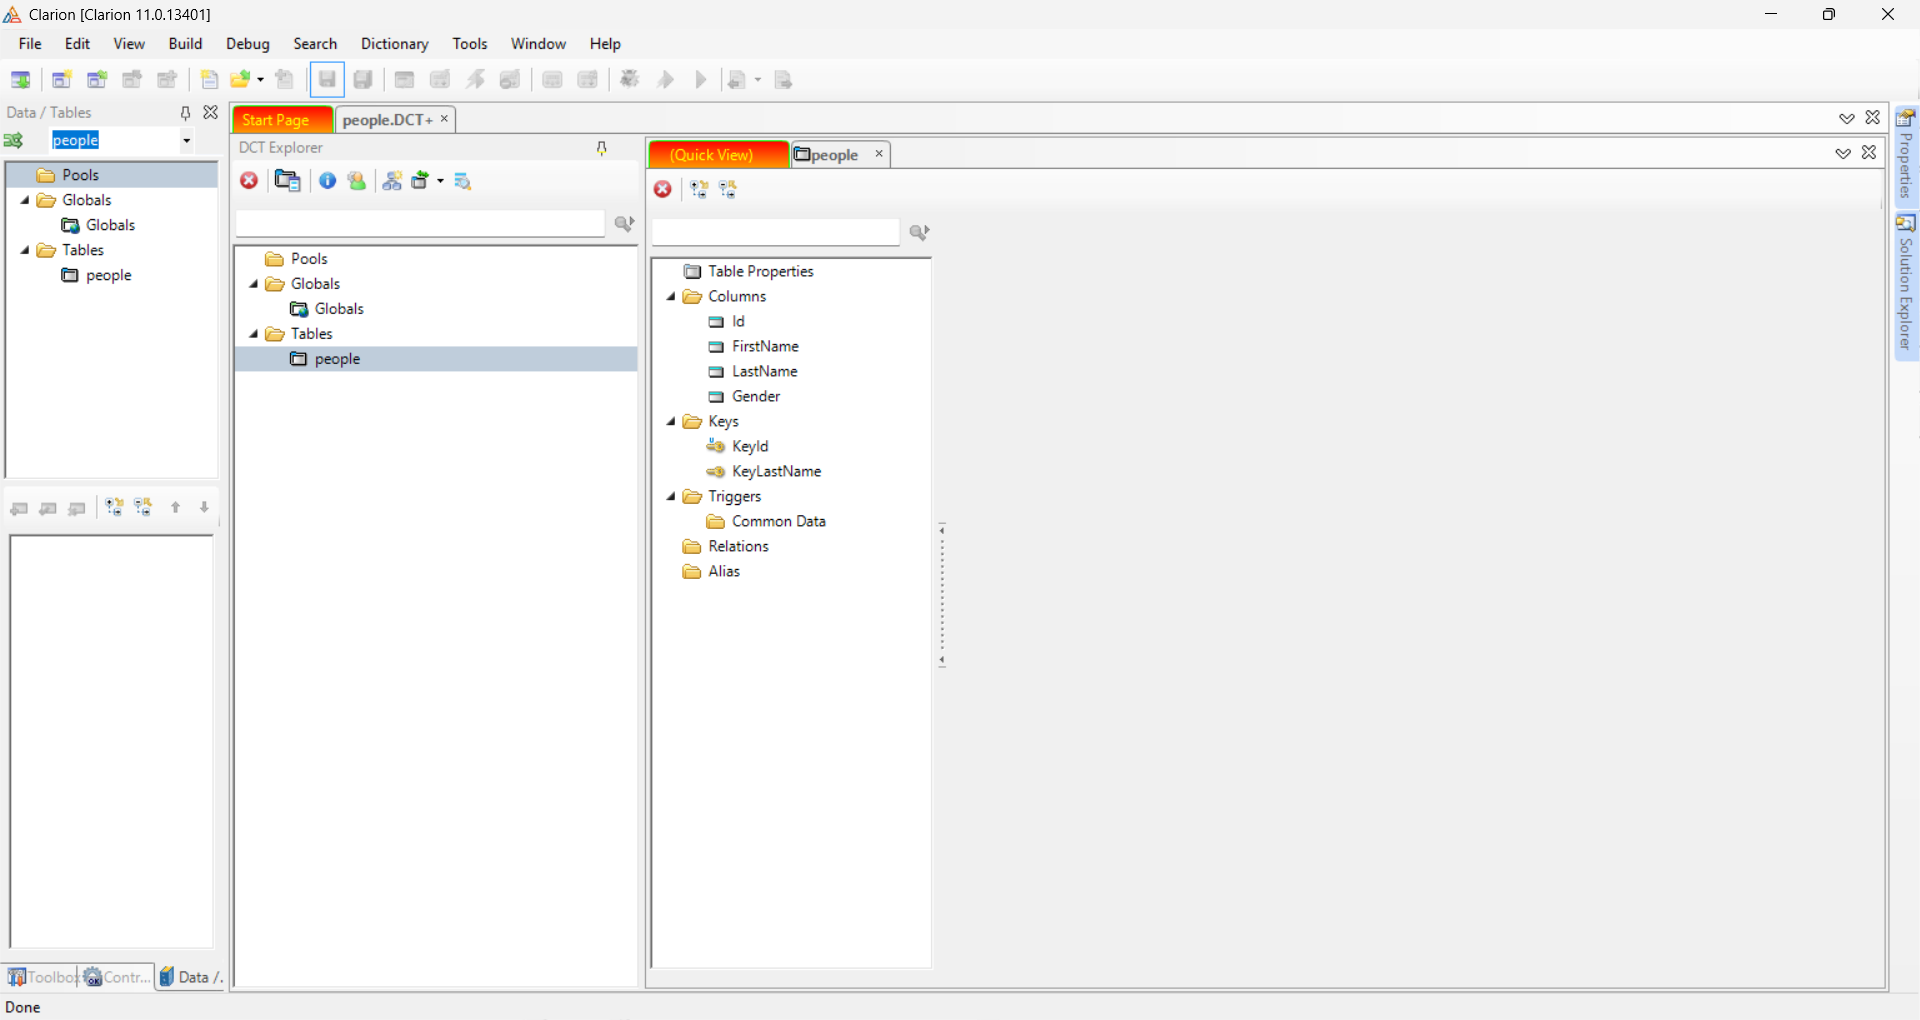 Clarion [Clarion 11.0.13401]
File Edit View Build Debug Search Dictionary Tools Window Help
Data / Tables
people
Pools
Globals
Globals
Tables
people
Toolbox
Contr...
Data /.
Start Page
people.DCT+
DCT Explorer
Pools
Globals
Globals
Tables
people
(Quick View)
people
Table Properties
Columns
Id
FirstName
LastName
Gender
Keys
KeyId
KeyLastName
Triggers
Common Data
Relations
Alias
Properties
Solution Explorer
Done